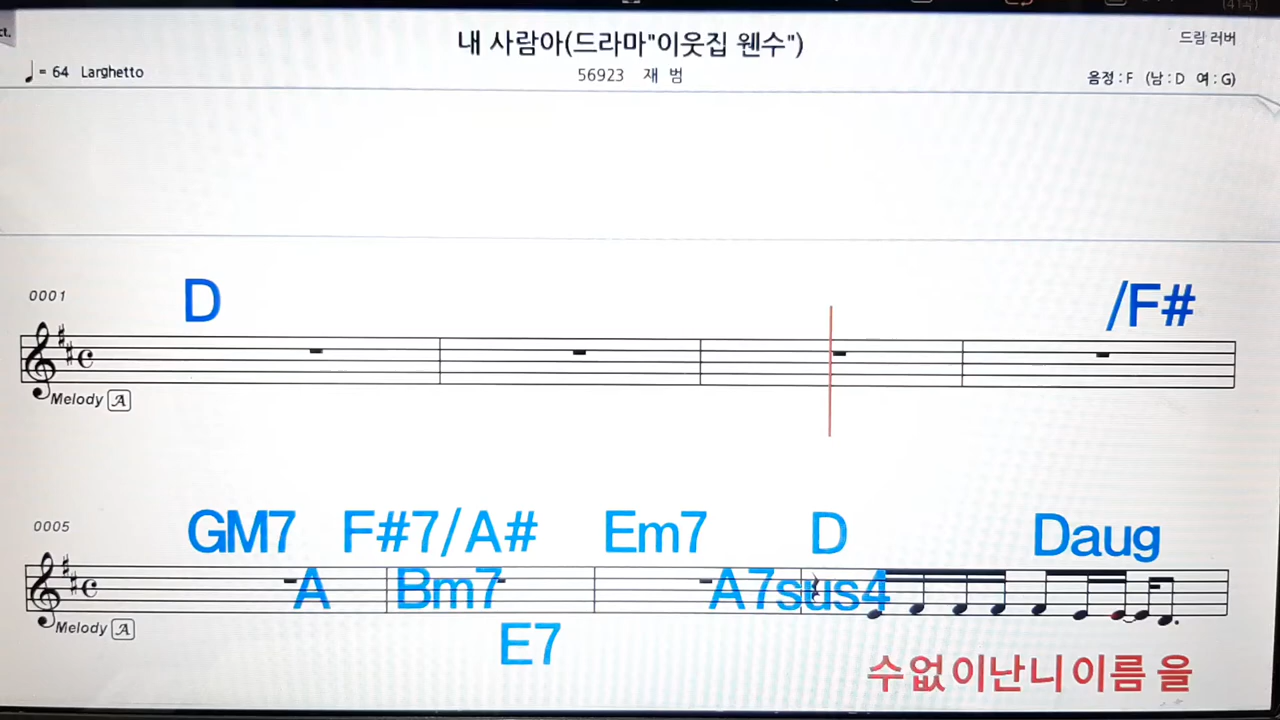 ct.
내 사람아(드라마"이웃집 웬수")
드림 러버
♩= 64 Larghetto
56923 재 범
음정 : F (남 : D 여 : G)
0001
D
/F#
Melody A
0005
GM7 F#7/A# Em7 D Daug
A Bm7 A7sus4
Melody A
E7
수없이난니이름 을